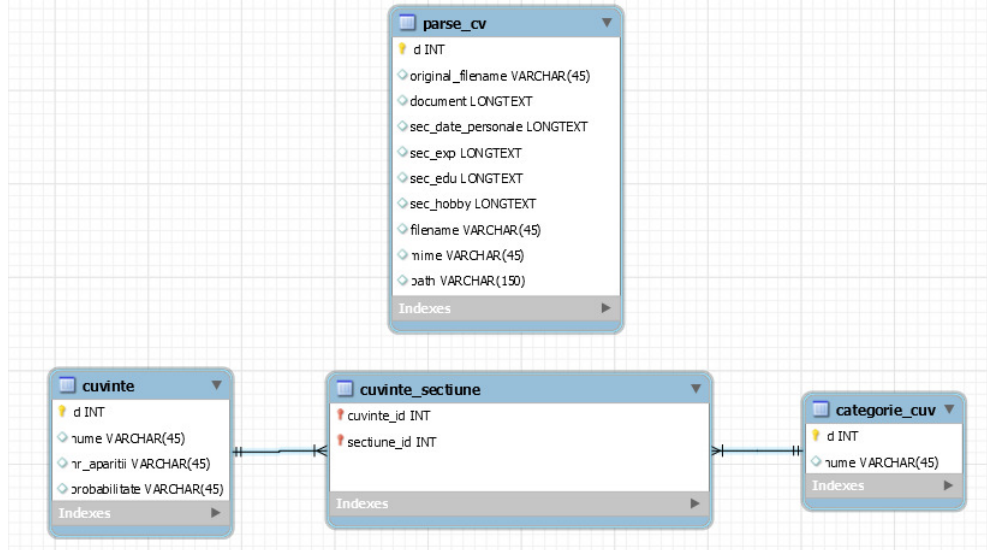 parse_cv
id INT
original_filename VARCHAR(45)
document LONGTEXT
sec_date_personale LONGTEXT
sec_exp LONGTEXT
sec_edu LONGTEXT
sec_hobby LONGTEXT
filename VARCHAR(45)
mime VARCHAR(45)
path VARCHAR(150)
Indexes
cuvinte
id INT
nume VARCHAR(45)
nr_aparitii VARCHAR(45)
probabilitate VARCHAR(45)
Indexes
cuvinte_sectiune
cuvinte_id INT
sectiune_id INT
Indexes
categorie_cuv
id INT
nume VARCHAR(45)
Indexes